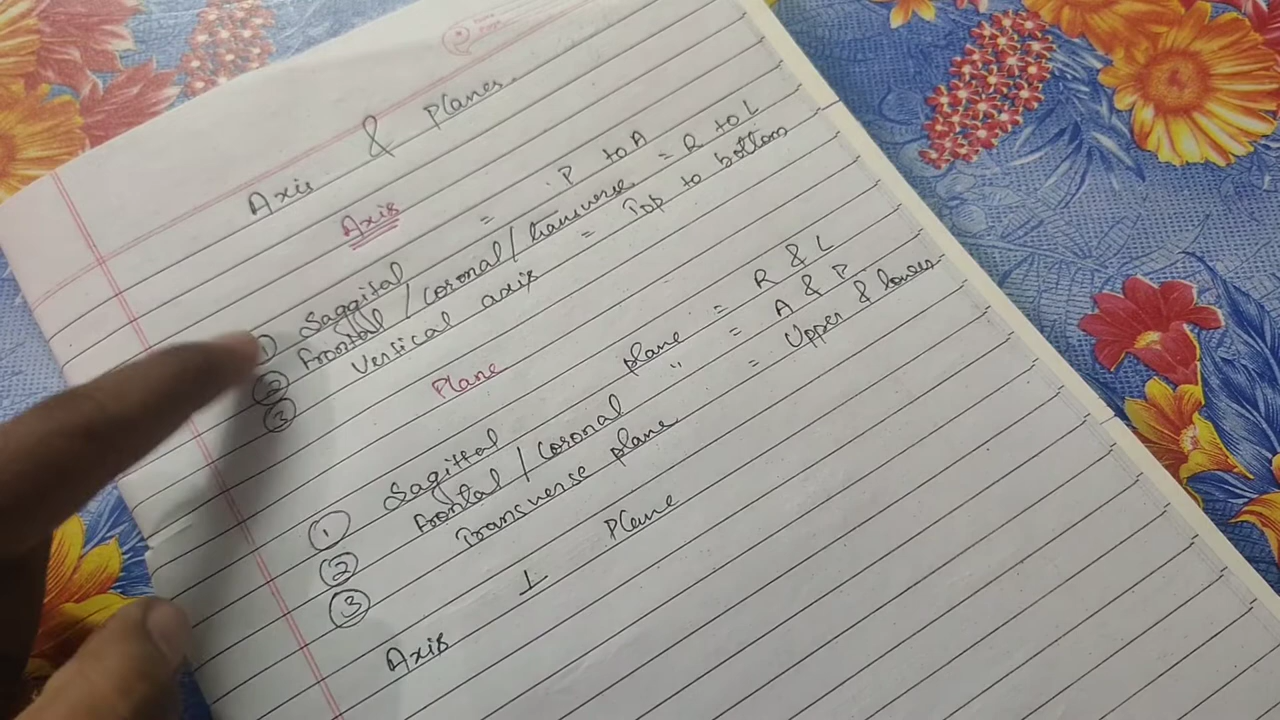 Axis & Planes
Axis
① Saggital = P to A
② Frontal / Coronal / transverse = R to L
③ Vertical axis = Top to bottom
Plane
① Sagittal plane = R & L
② Frontal / Coronal " = A & P
③ Transverse plane = Upper & lower
Axis ⊥ Plane